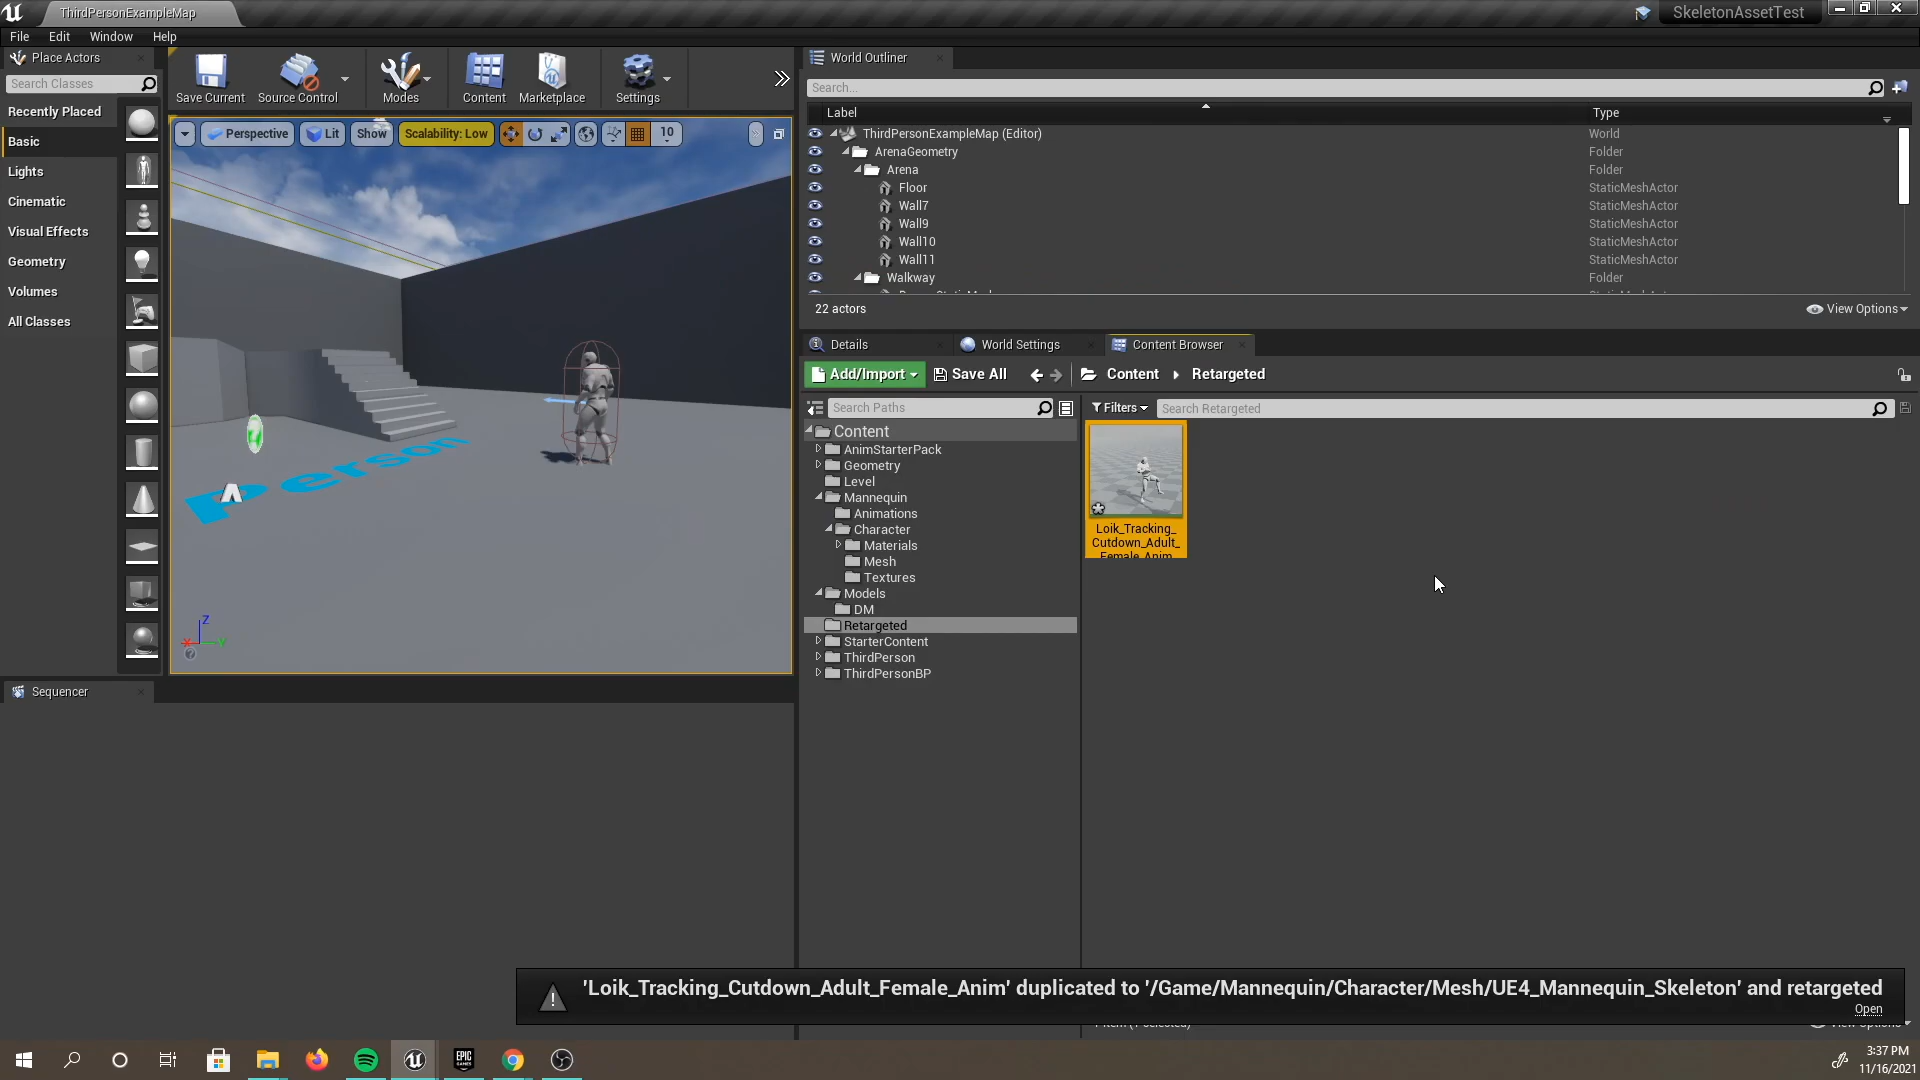 ThirdPersonExampleMap
SkeletonAssetTest
File Edit Window Help
Place Actors
Search Classes
Recently Placed
Basic
Lights
Cinematic
Visual Effects
Geometry
Volumes
All Classes
Save Current
Source Control
Modes
Content
Marketplace
Settings
Perspective
Lit
Show
Scalability: Low
10
Person
X
Y
Z
Sequencer
World Outliner
Search...
Label Type
ThirdPersonExampleMap (Editor) World
ArenaGeometry Folder
Arena Folder
Floor StaticMeshActor
Wall7 StaticMeshActor
Wall9 StaticMeshActor
Wall10 StaticMeshActor
Wall11 StaticMeshActor
Walkway Folder
22 actors
View Options
Details
World Settings
Content Browser
Add/Import
Save All
Content
Retargeted
Search Paths
Filters
Search Retargeted
Content
AnimStarterPack
Geometry
Level
Mannequin
Animations
Character
Materials
Mesh
Textures
Models
DM
Retargeted
StarterContent
ThirdPerson
ThirdPersonBP
Loik_Tracking_
Cutdown_Adult_
Female_Anim
'Loik_Tracking_Cutdown_Adult_Female_Anim' duplicated to '/Game/Mannequin/Character/Mesh/UE4_Mannequin_Skeleton' and retargeted
Open
EPIC
GAMES
3:37 PM
11/16/2021